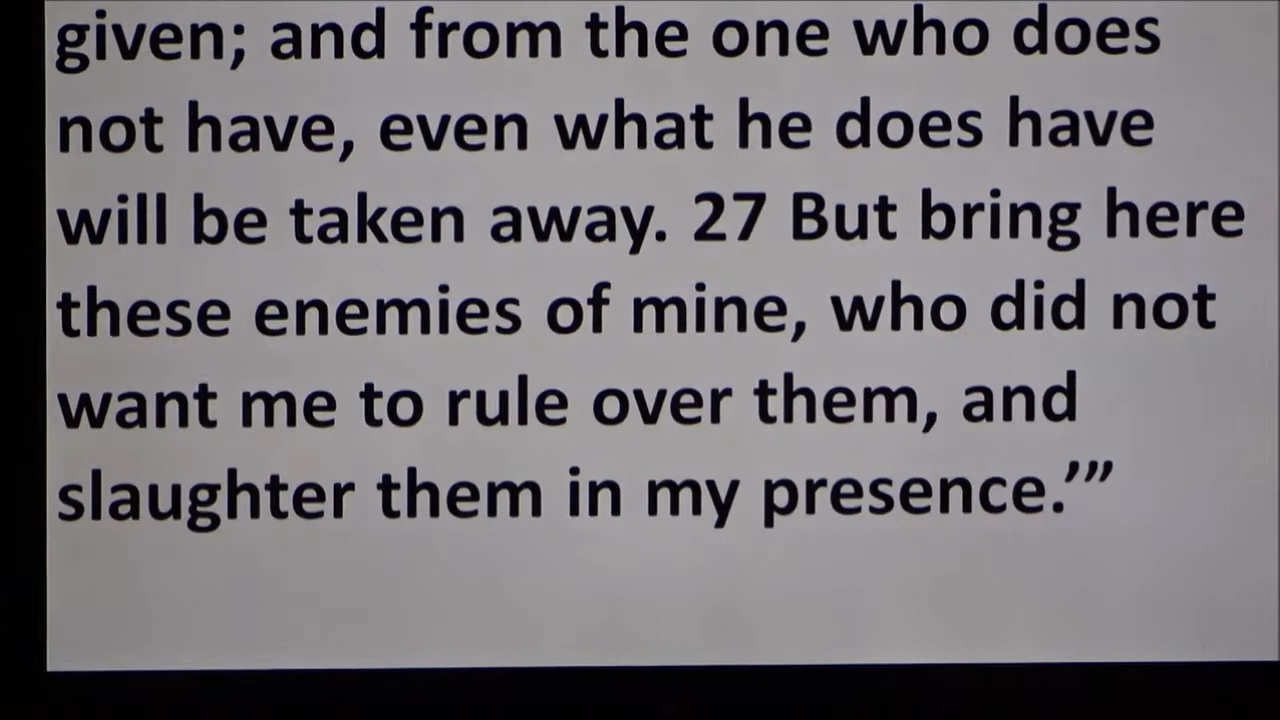 given; and from the one who does
not have, even what he does have
will be taken away. 27 But bring here
these enemies of mine, who did not
want me to rule over them, and
slaughter them in my presence.’”